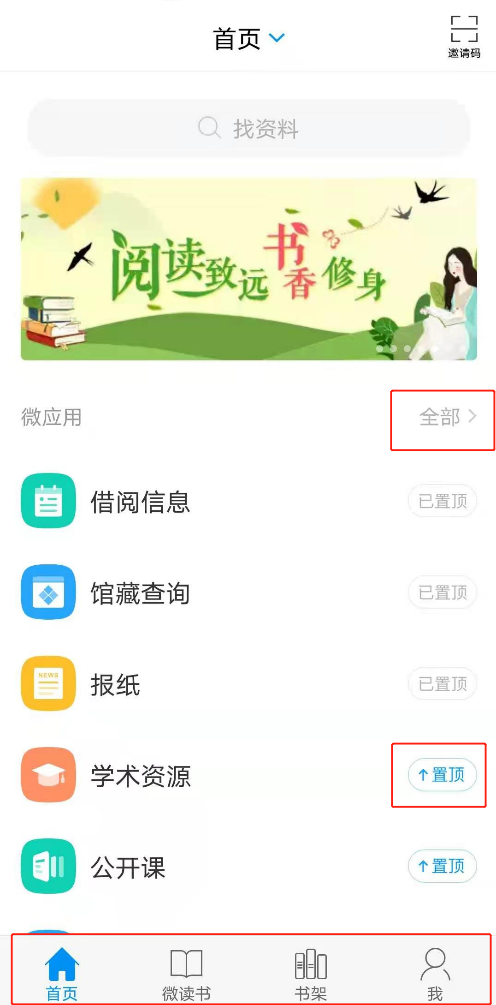 首页
邀请码
找资料
阅读致远 书香修身
微应用 全部
借阅信息 已置顶
馆藏查询 已置顶
NEWS
报纸 已置顶
学术资源 置顶
公开课 置顶
首页 微读书 书架 我